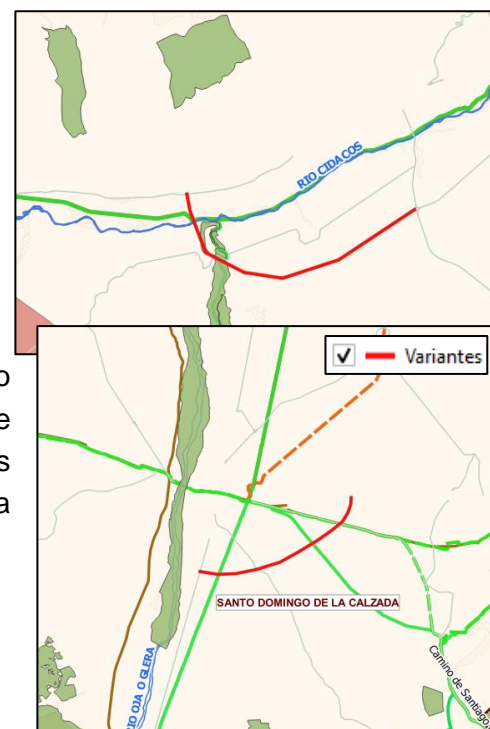 RIO CIDACOS
Variantes
o
e
s
a
SANTO DOMINGO DE LA CALZADA
RIO OJA O GLERA
Camino de Santiago